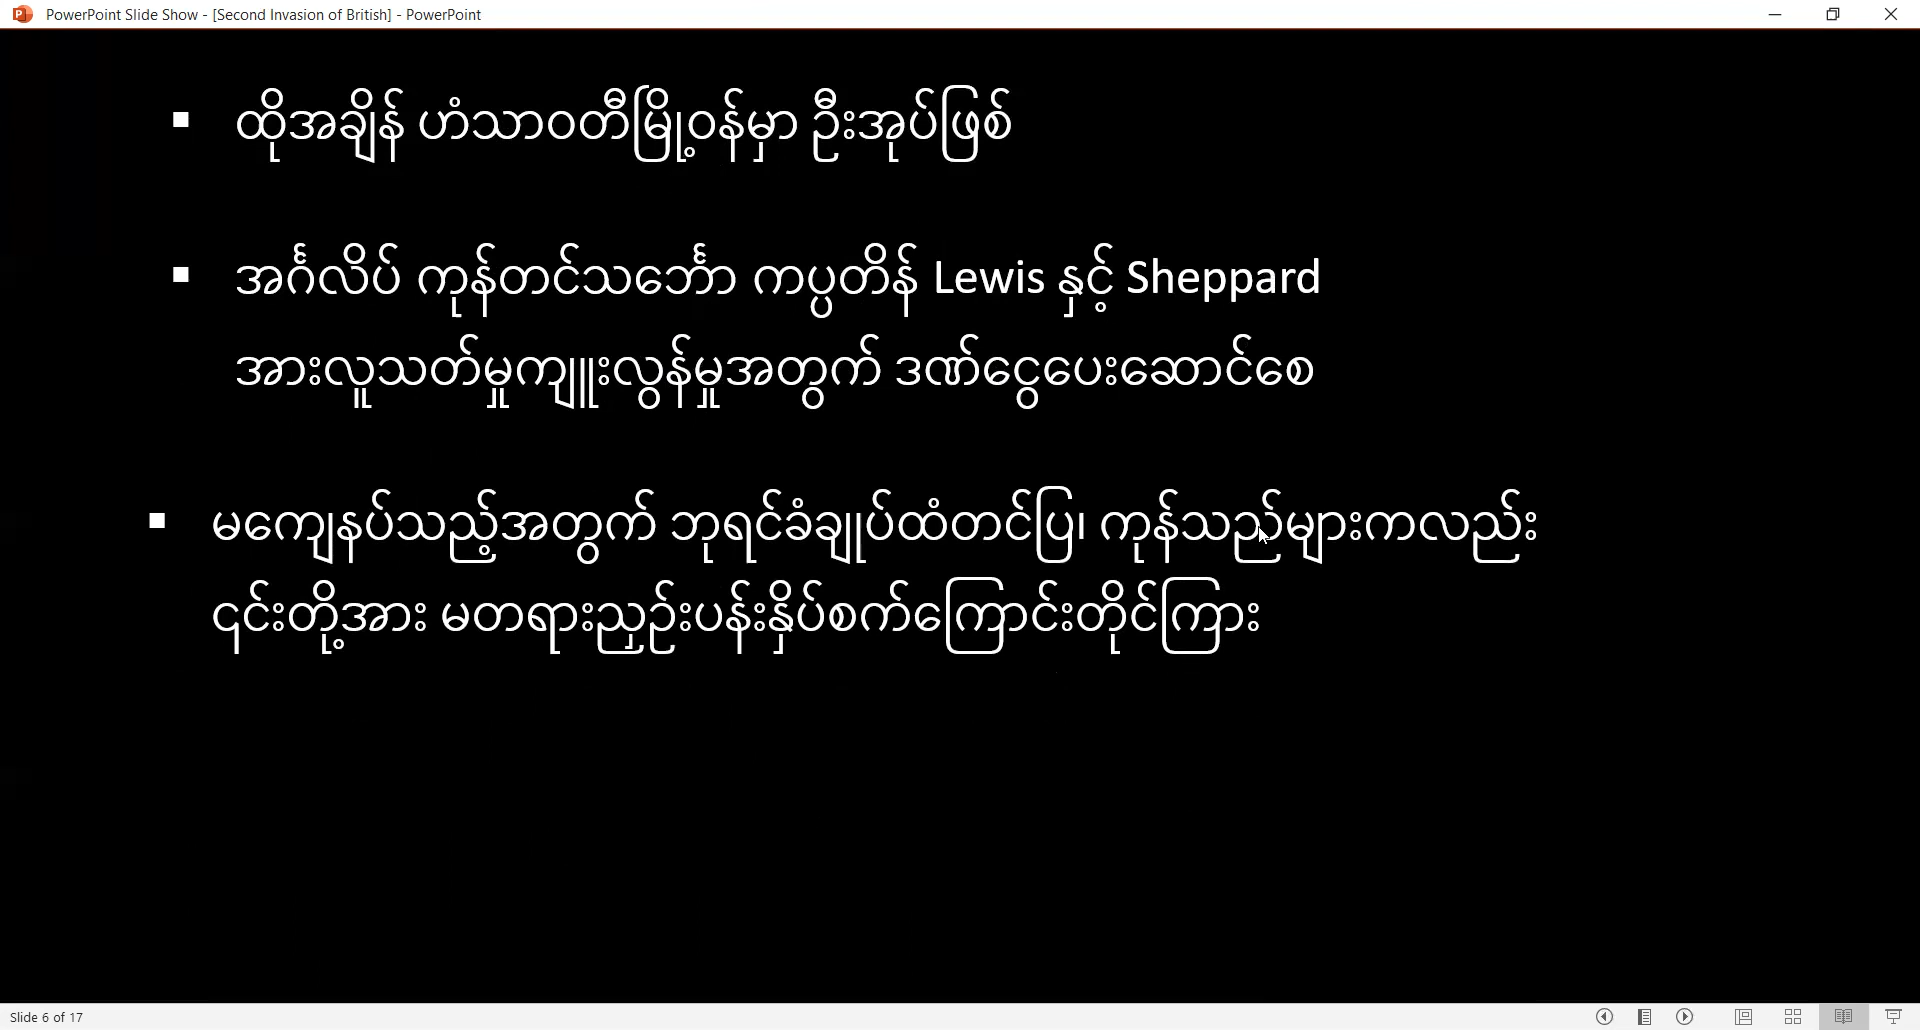 PowerPoint Slide Show - [Second Invasion of British] - PowerPoint
▪ ထိုအချိန် ဟံသာဝတီမြို့ဝန်မှာ ဦးအုပ်ဖြစ်
▪ အင်္ဂလိပ် ကုန်တင်သင်္ဘော ကပ္ပတိန် Lewis နှင့် Sheppard
အားလူသတ်မှုကျူးလွန်မှုအတွက် ဒဏ်ငွေပေးဆောင်စေ
▪ မကျေနပ်သည့်အတွက် ဘုရင်ခံချုပ်ထံတင်ပြ၊ ကုန်သည်များကလည်း
၎င်းတို့အား မတရားညှဉ်းပန်းနှိပ်စက်ကြောင်းတိုင်ကြား
Slide 6 of 17